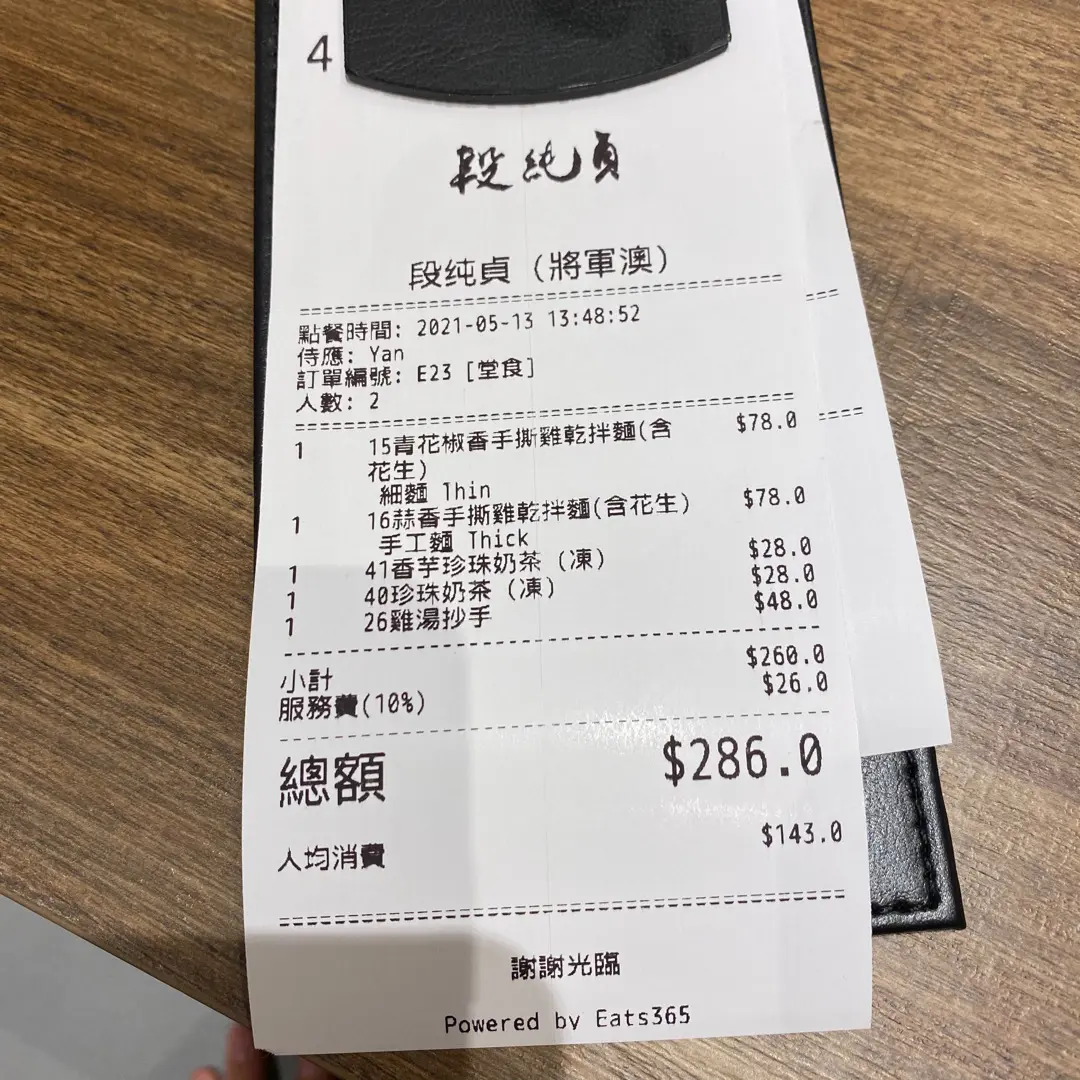 4
段純貞
段纯貞 (將軍澳)
點餐時間: 2021-05-13 13:48:52
侍應: Yan
訂單編號: E23 [堂食]
人數: 2
1 15青花椒香手撕雞乾拌麵(含 $78.0
花生)
細麵 Thin
1 16蒜香手撕雞乾拌麵(含花生) $78.0
手工麵 Thick
1 41香芋珍珠奶茶 (凍) $28.0
1 40珍珠奶茶 (凍) $28.0
1 26雞湯抄手 $48.0
小計 $260.0
服務費(10%) $26.0
總額 $286.0
人均消費 $143.0
謝謝光臨
Powered by Eats365